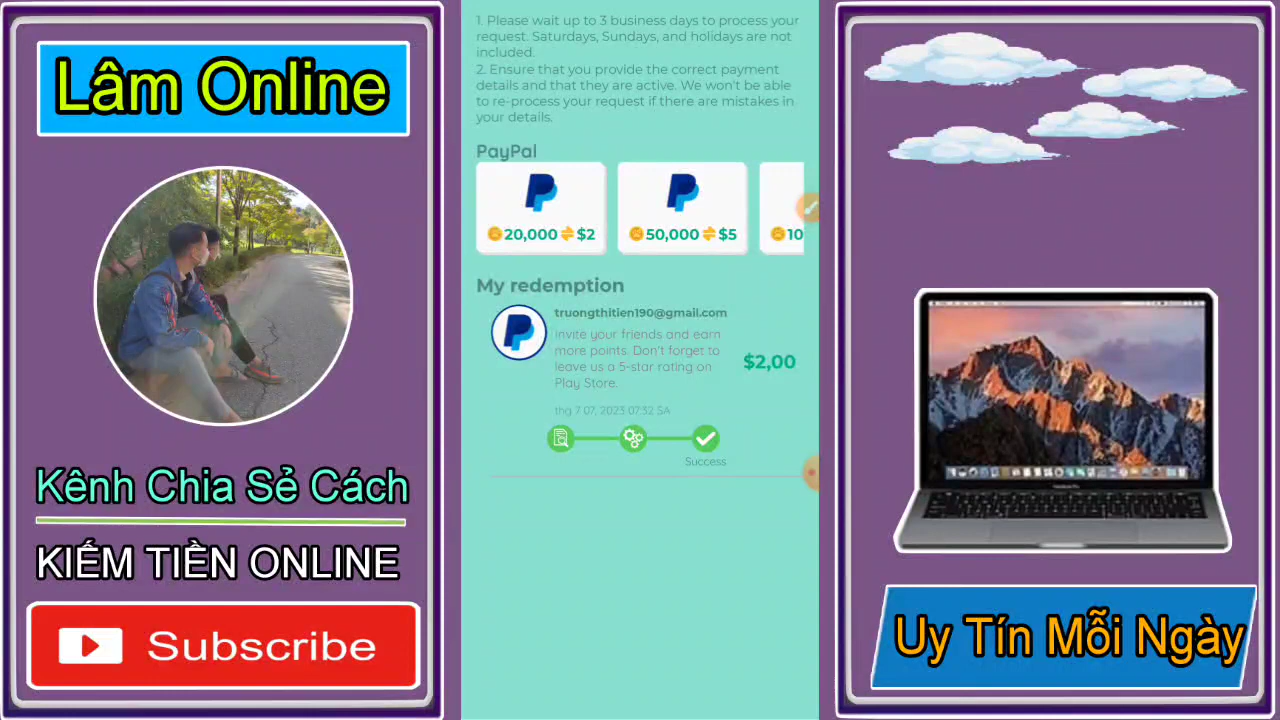 Lâm Online
Kênh Chia Sẻ Cách
KIẾM TIỀN ONLINE
Subscribe
1. Please wait up to 3 business days to process your
request. Saturdays, Sundays, and holidays are not
included.
2. Ensure that you provide the correct payment
details and that they are active. We won't be able
to re-process your request if there are mistakes in
your details.
PayPal
20,000 $2
50,000 $5
10
My redemption
truongthitien190@gmail.com
Invite your friends and earn
more points. Don't forget to
leave us a 5-star rating on
Play Store.
$2,00
thg 7 07, 2023 07:32 SA
Success
Uy Tín Mỗi Ngày